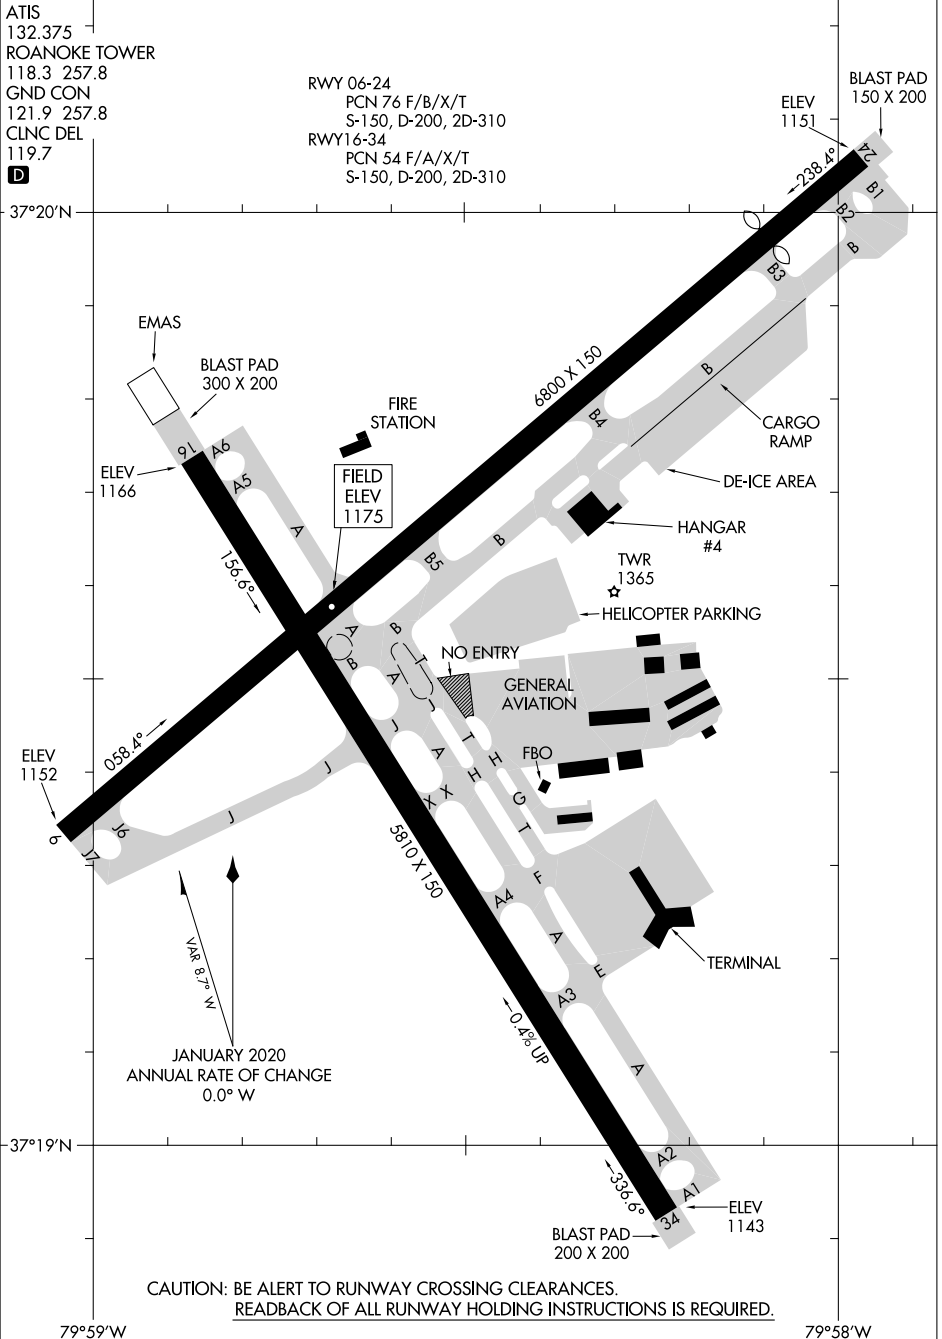 ATIS
132.375
ROANOKE TOWER
118.3 257.8
GND CON
121.9 257.8
CLNC DEL
119.7
D
RWY 06-24
PCN 76 F/B/X/T
S-150, D-200, 2D-310
RWY16-34
PCN 54 F/A/X/T
S-150, D-200, 2D-310
BLAST PAD
150 X 200
ELEV
1151
24
238.4°
B1
B2
B
B3
37°20'N
EMAS
BLAST PAD
300 X 200
6800 X 150
B
FIRE
STATION
B4
CARGO
RAMP
16
A6
ELEV
1166
A5
FIELD
ELEV
1175
DE-ICE AREA
A
HANGAR
#4
B
B5
156.6°
TWR
1365
HELICOPTER PARKING
A
B
B
T
NO ENTRY
A
GENERAL
AVIATION
J
J
T
058.4°
A
H
H
FBO
ELEV
1152
J
X
X
G
J
T
6
J6
J7
5810 X 150
F
A4
VAR 8.7° W
A
TERMINAL
E
A3
0.4% UP
JANUARY 2020
ANNUAL RATE OF CHANGE
0.0° W
A
37°19'N
A2
336.6°
A1
34
ELEV
1143
BLAST PAD
200 X 200
CAUTION: BE ALERT TO RUNWAY CROSSING CLEARANCES.
READBACK OF ALL RUNWAY HOLDING INSTRUCTIONS IS REQUIRED.
79°59'W
79°58'W